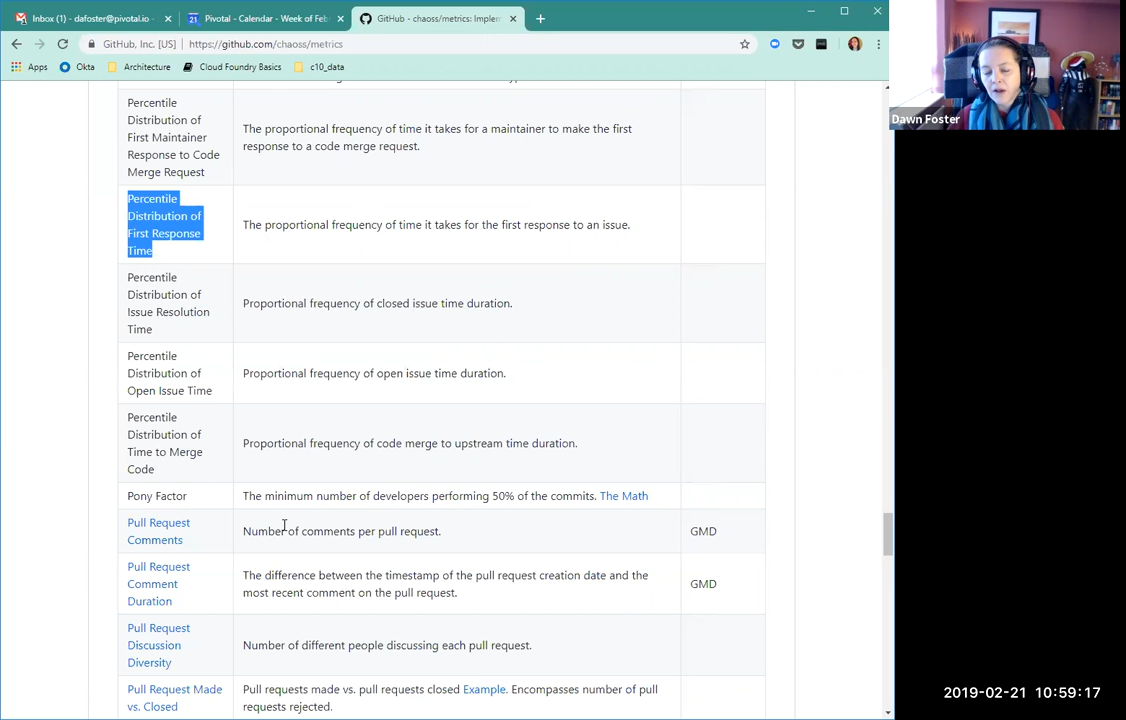 Inbox (1) - dafoster@pivotal.io -
Pivotal - Calendar - Week of Feb
GitHub - chaoss/metrics: Implem
GitHub, Inc. [US] https://github.com/chaoss/metrics
Apps Okta Architecture Cloud Foundry Basics c10_data
Dawn Foster
Percentile
Distribution of
First Maintainer
Response to Code
Merge Request
The proportional frequency of time it takes for a maintainer to make the first
response to a code merge request.
Percentile
Distribution of
First Response
Time
The proportional frequency of time it takes for the first response to an issue.
Percentile
Distribution of
Issue Resolution
Time
Proportional frequency of closed issue time duration.
Percentile
Distribution of
Open Issue Time
Proportional frequency of open issue time duration.
Percentile
Distribution of
Time to Merge
Code
Proportional frequency of code merge to upstream time duration.
Pony Factor
The minimum number of developers performing 50% of the commits. The Math
Pull Request
Comments
Number of comments per pull request.
GMD
Pull Request
Comment
Duration
The difference between the timestamp of the pull request creation date and the
most recent comment on the pull request.
GMD
Pull Request
Discussion
Diversity
Number of different people discussing each pull request.
Pull Request Made
vs. Closed
Pull requests made vs. pull requests closed Example. Encompasses number of pull
requests rejected.
2019-02-21 10:59:17